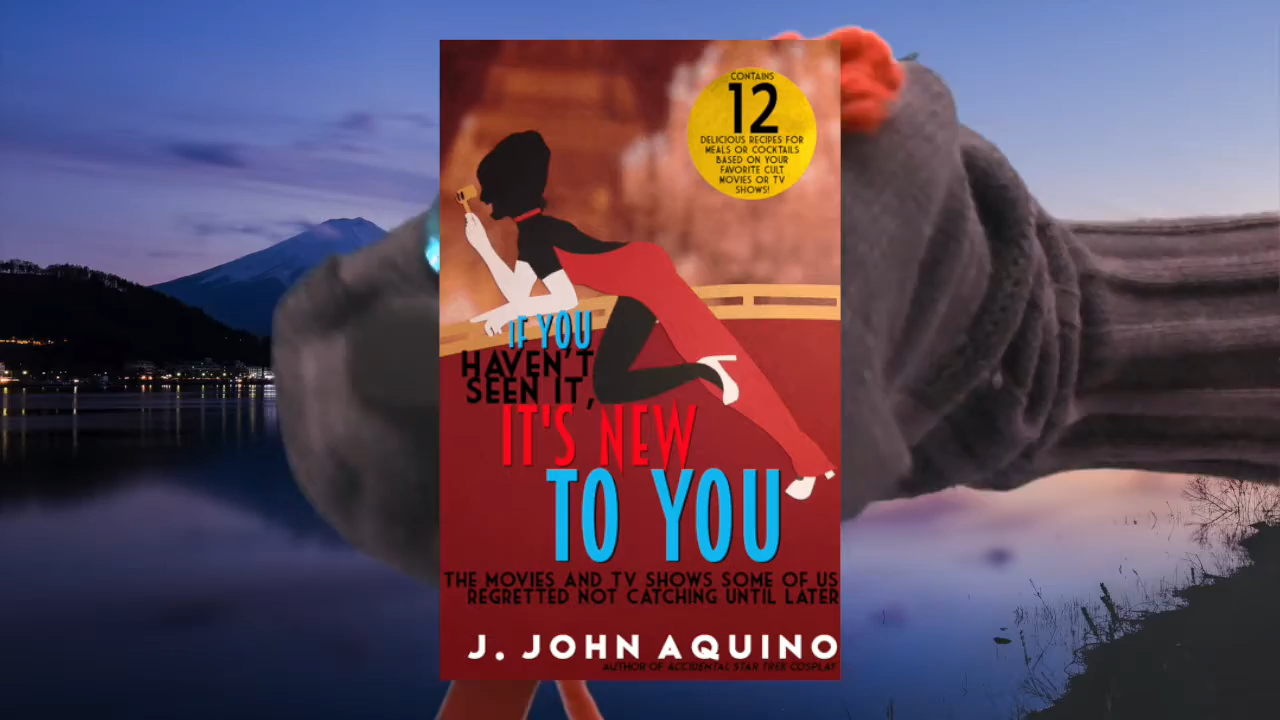 CONTAINS
12
DELICIOUS RECIPES FOR
MEALS OR COCKTAILS
BASED ON YOUR
FAVORITE CULT
MOVIES OR TV
SHOWS!
IF YOU
HAVEN'T
SEEN IT,
IT'S NEW
TO YOU
THE MOVIES AND TV SHOWS SOME OF US
REGRETTED NOT CATCHING UNTIL LATER
J. JOHN AQUINO
AUTHOR OF ACCIDENTAL STAR TREK COSPLAY